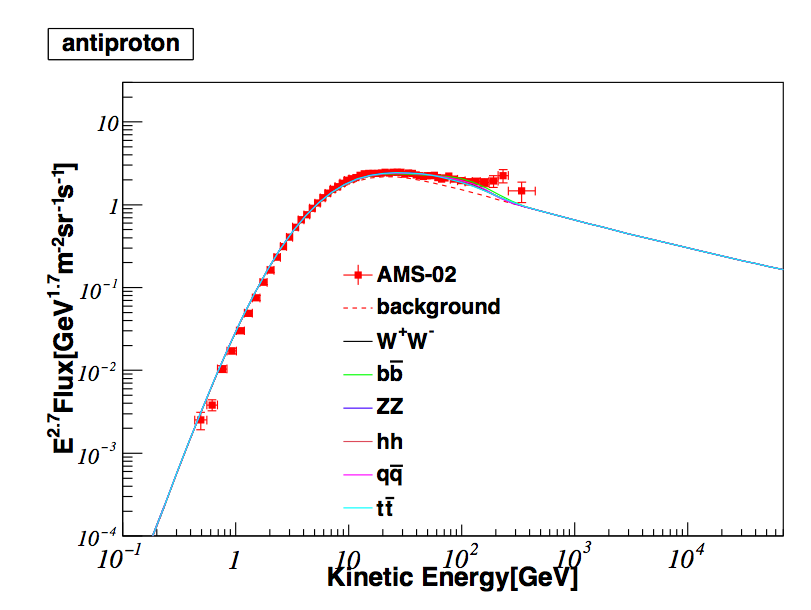 antiproton
E^2.7Flux[GeV^1.7m^-2sr^-1s^-1]
10
1
10^-1
10^-2
10^-3
10^-4
AMS-02
background
W^+W^-
bb̅
ZZ
hh
qq̅
tt̅
10^-1 1 10 10^2 10^3 10^4
Kinetic Energy[GeV]